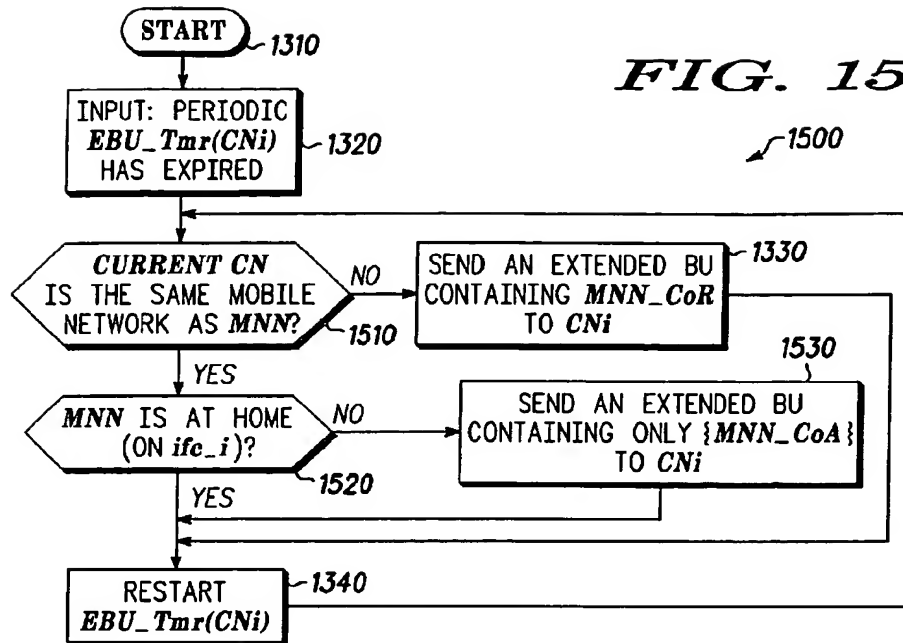 START
1310
FIG. 15
INPUT: PERIODIC
EBU_Tmr(CNi)
HAS EXPIRED
1320
1500
CURRENT CN
IS THE SAME MOBILE
NETWORK AS MNN?
1510
NO
SEND AN EXTENDED BU
CONTAINING MNN_CoR
TO CNi
1330
YES
MNN IS AT HOME
(ON ifc_i)?
1520
NO
SEND AN EXTENDED BU
CONTAINING ONLY {MNN_CoA}
TO CNi
1530
YES
RESTART
EBU_Tmr(CNi)
1340